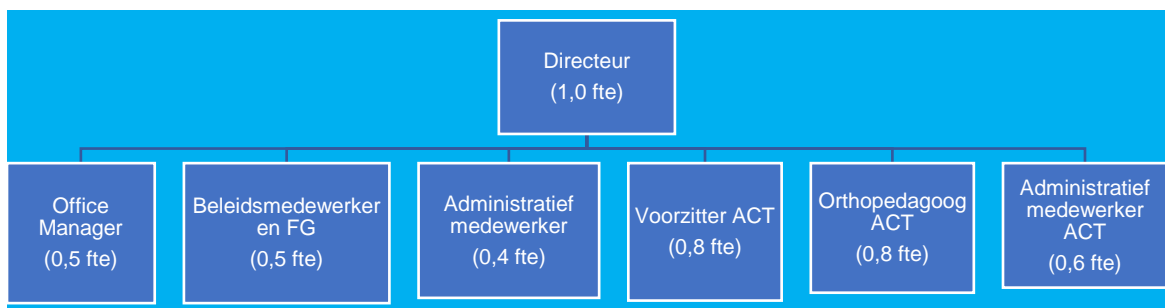 Directeur
(1,0 fte)
Office
Manager
(0,5 fte)
Beleidsmedewerker
en FG
(0,5 fte)
Administratief
medewerker
(0,4 fte)
Voorzitter ACT
(0,8 fte)
Orthopedagoog
ACT
(0,8 fte)
Administratief
medewerker
ACT
(0,6 fte)